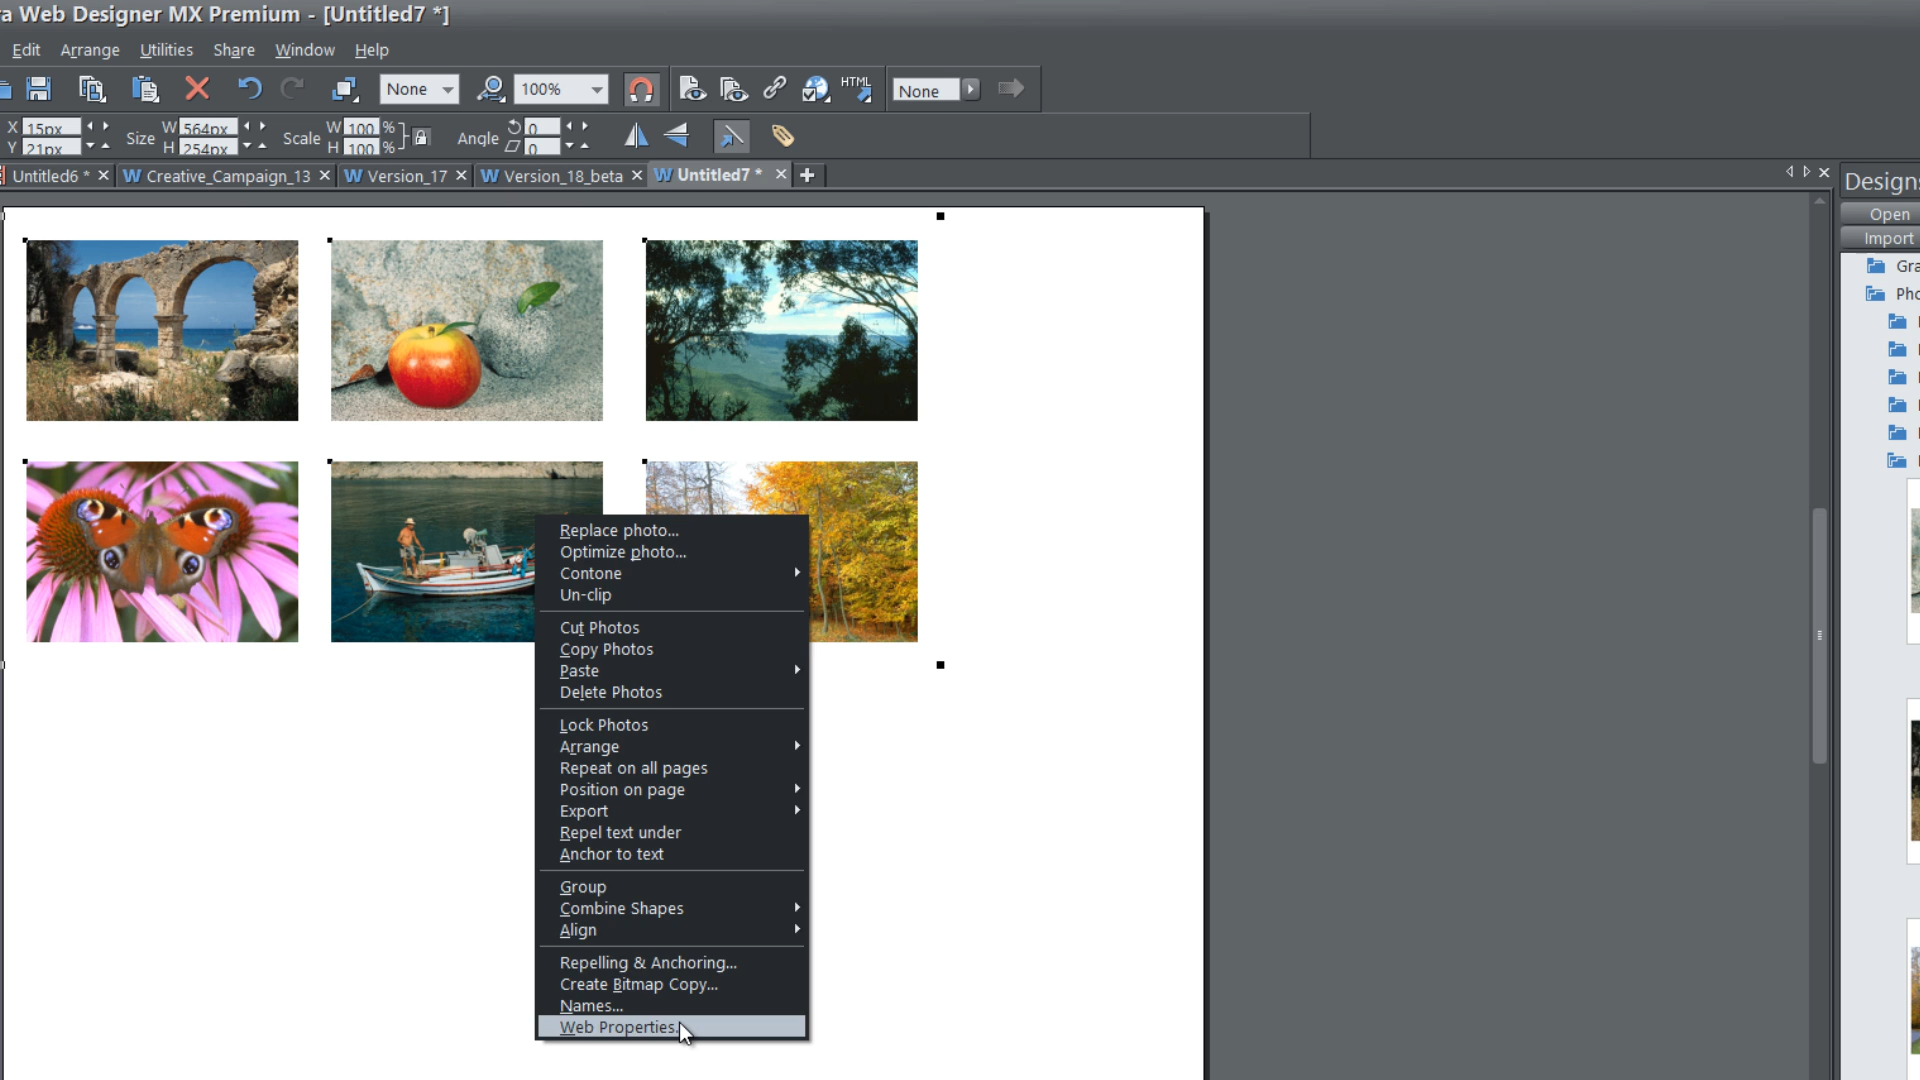 a Web Designer MX Premium - [Untitled7 *]
Edit Arrange Utilities Share Window Help
None 100% HTML None
X 15px Size W 564px Scale W 100 % Angle 0
Y 21px H 254px H 100 % 0
Untitled6 * W Creative_Campaign_13 W Version_17 W Version_18_beta W Untitled7 *
Designs
Open
Import
Gra
Pho
Replace photo...
Optimize photo...
Contone
Un-clip
Cut Photos
Copy Photos
Paste
Delete Photos
Lock Photos
Arrange
Repeat on all pages
Position on page
Export
Repel text under
Anchor to text
Group
Combine Shapes
Align
Repelling & Anchoring...
Create Bitmap Copy...
Names...
Web Properties.